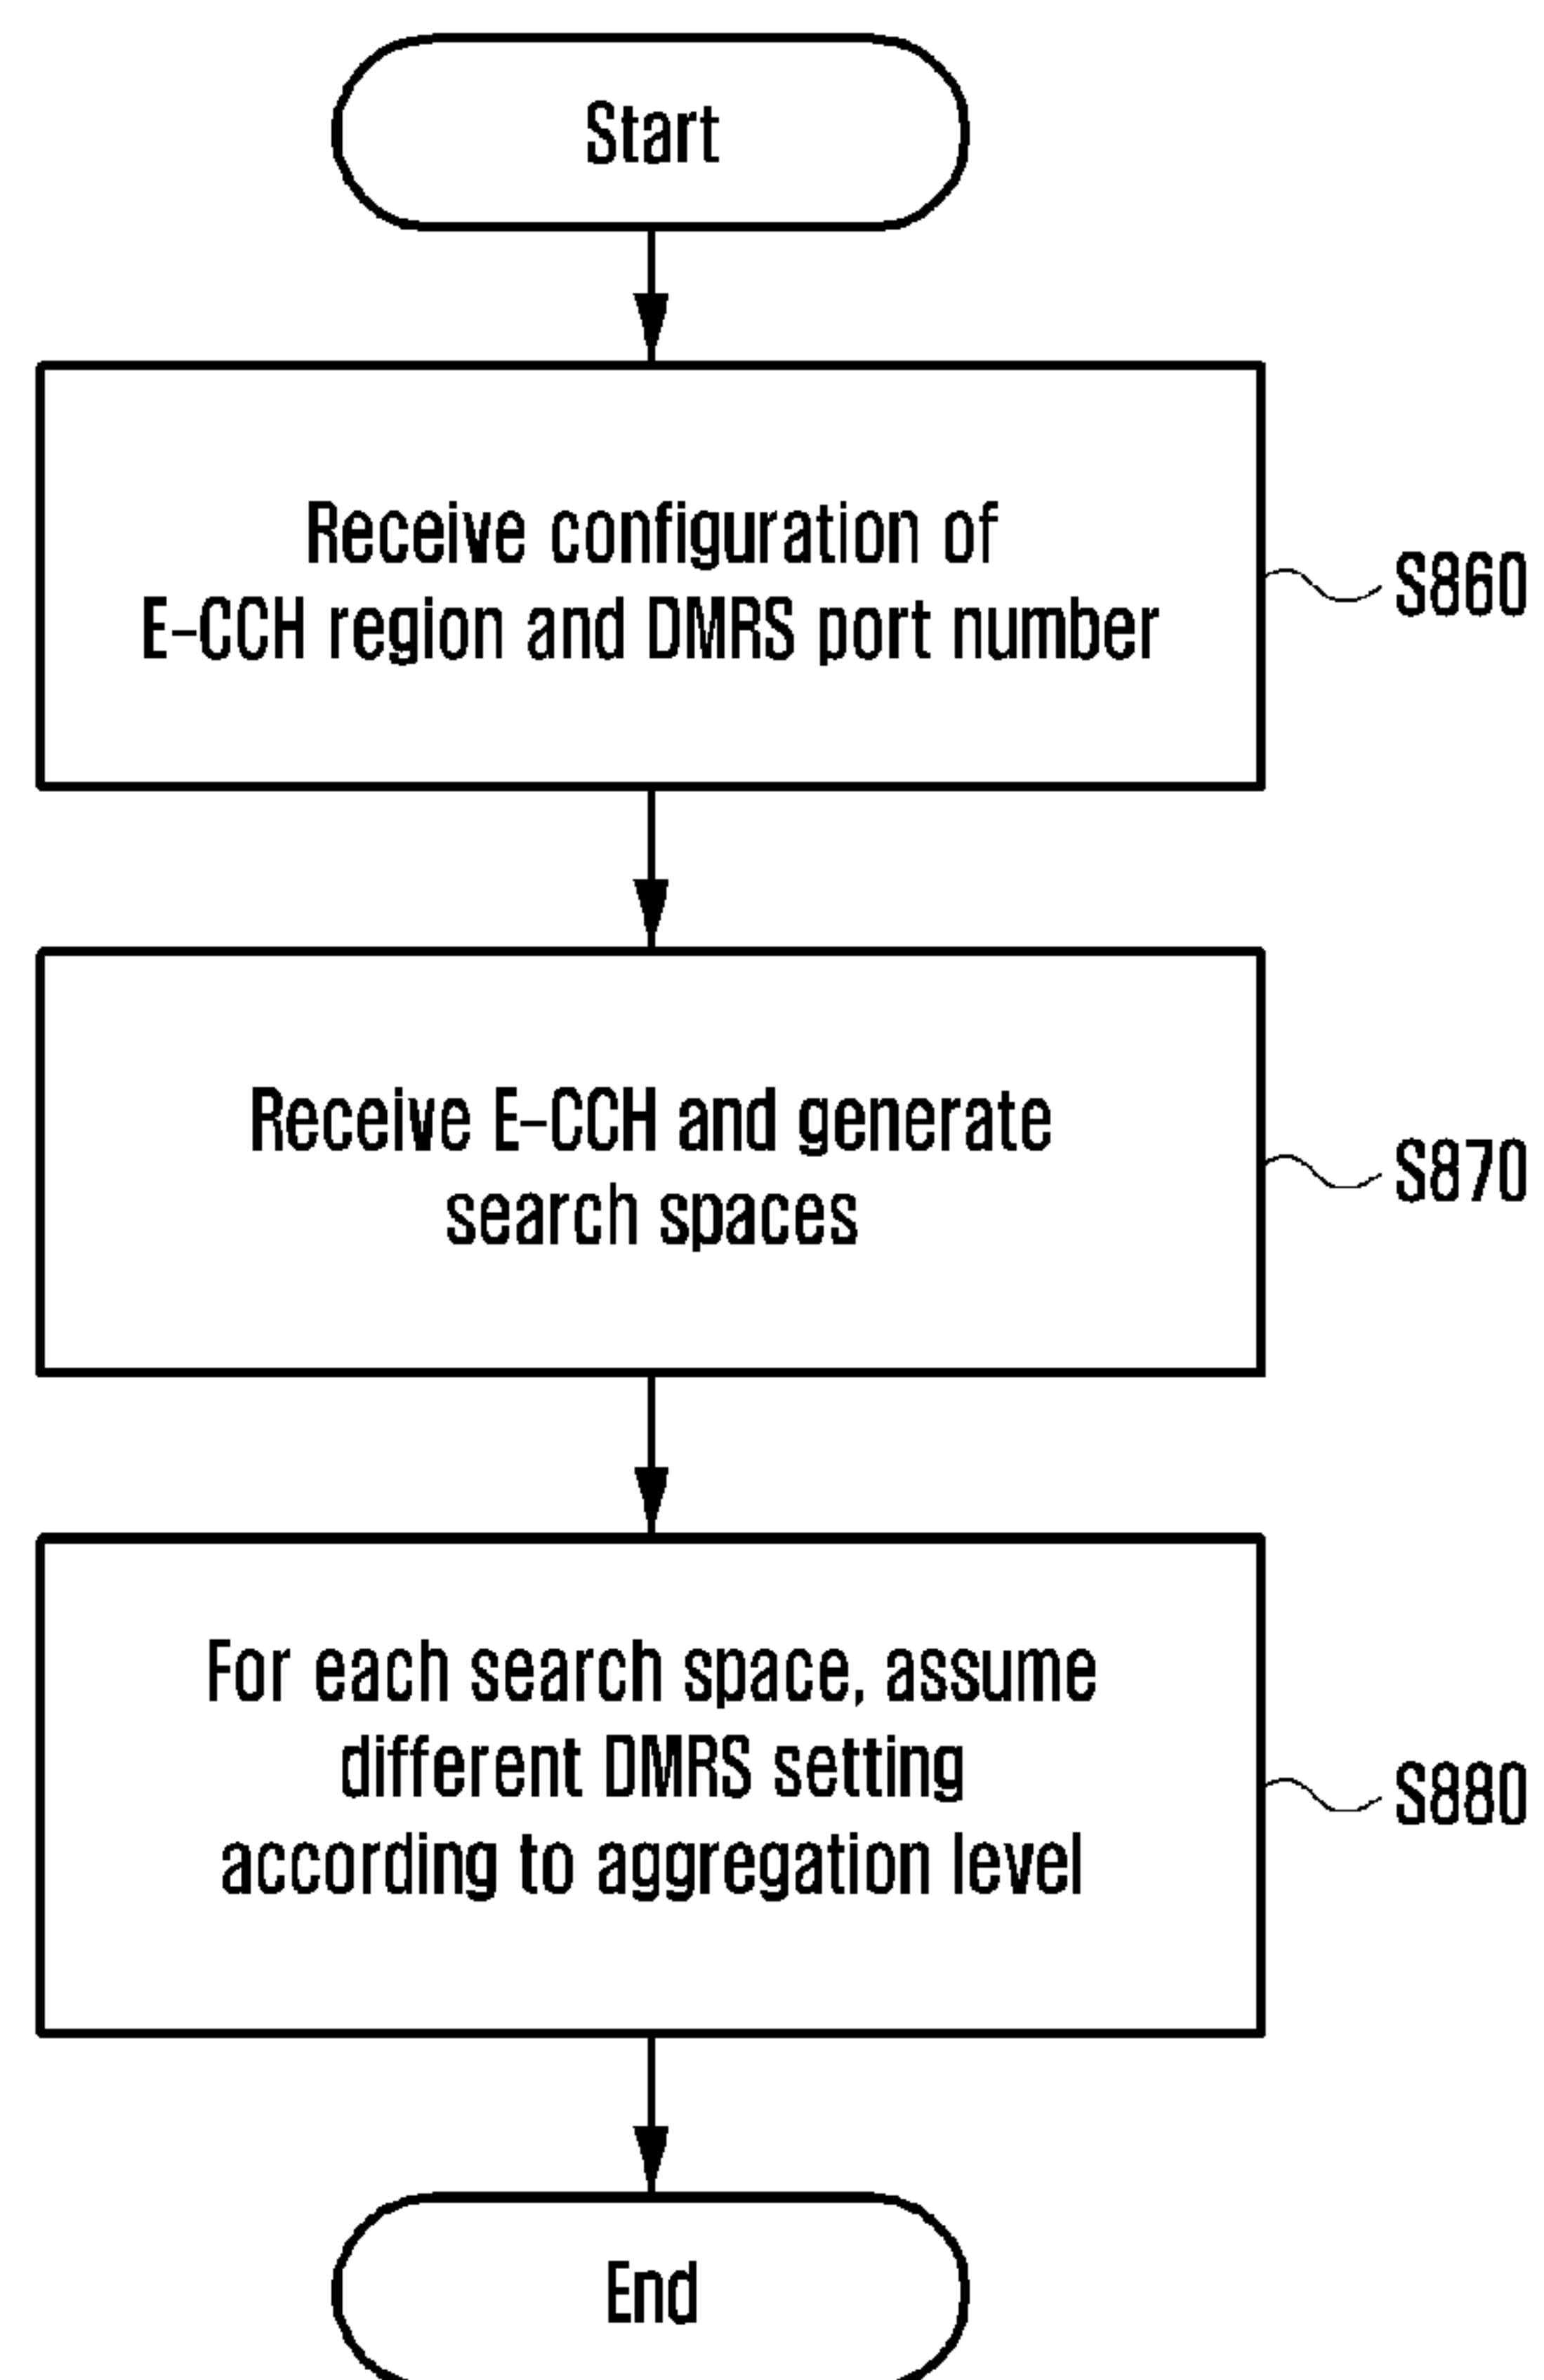 Start
Receive configuration of
E-CCH region and DMRS port number
S860
Receive E-CCH and generate
search spaces
S870
For each search space, assume
different DMRS setting
according to aggregation level
S880
End